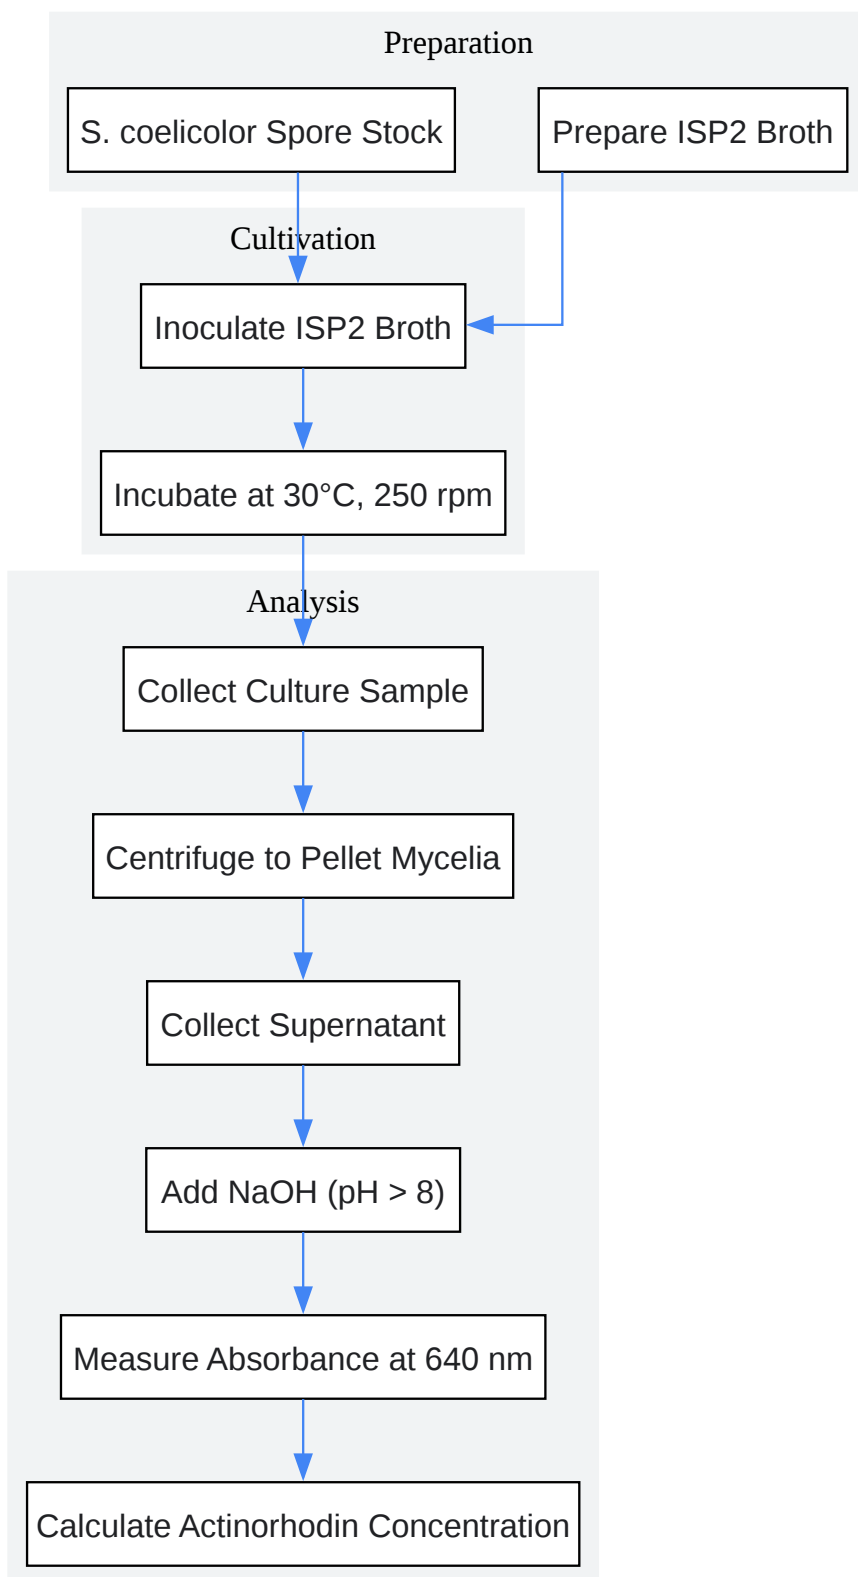 Preparation
S. coelicolor Spore Stock
Prepare ISP2 Broth
Cultivation
Inoculate ISP2 Broth
Incubate at 30°C, 250 rpm
Analysis
Collect Culture Sample
Centrifuge to Pellet Mycelia
Collect Supernatant
Add NaOH (pH > 8)
Measure Absorbance at 640 nm
Calculate Actinorhodin Concentration